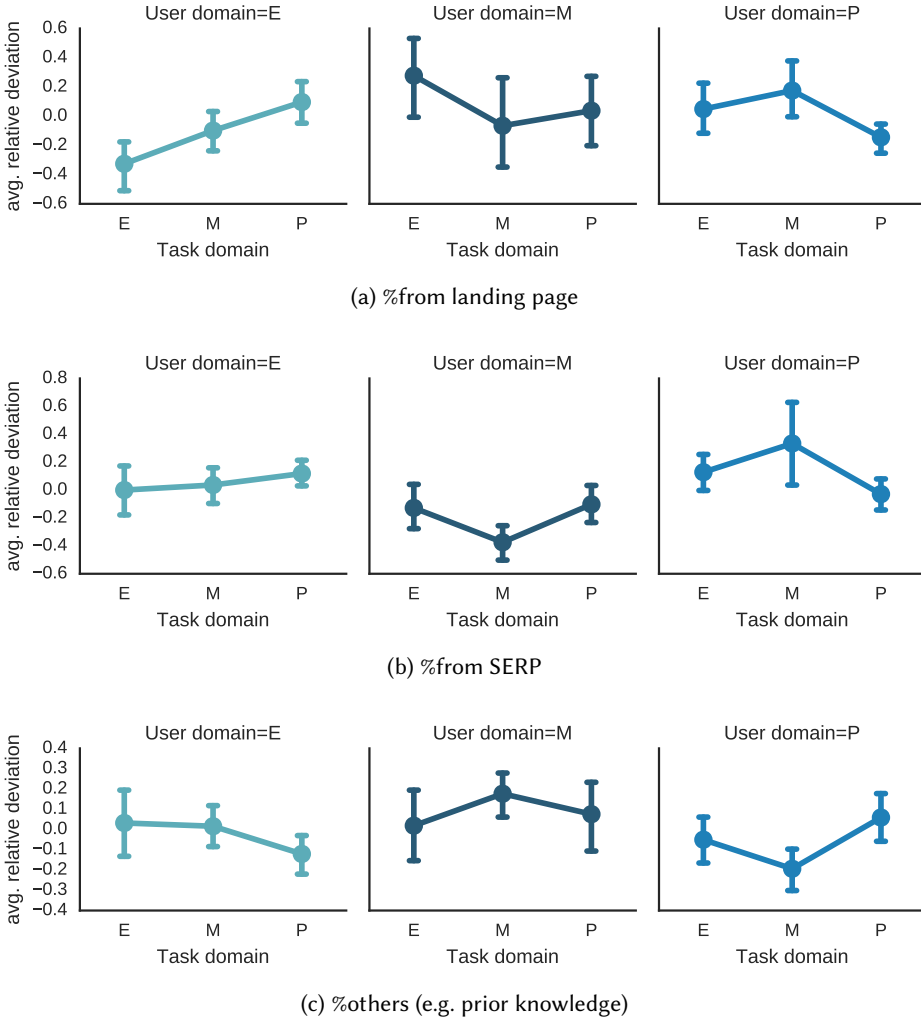 User domain=E User domain=M User domain=P
avg. relative deviation
0.6
0.4
0.2
0.0
−0.2
−0.4
−0.6
E M P E M P E M P
Task domain Task domain Task domain
(a) %from landing page
User domain=E User domain=M User domain=P
avg. relative deviation
0.8
0.6
0.4
0.2
0.0
−0.2
−0.4
−0.6
E M P E M P E M P
Task domain Task domain Task domain
(b) %from SERP
User domain=E User domain=M User domain=P
avg. relative deviation
0.4
0.3
0.2
0.1
0.0
−0.1
−0.2
−0.3
−0.4
E M P E M P E M P
Task domain Task domain Task domain
(c) %others (e.g. prior knowledge)